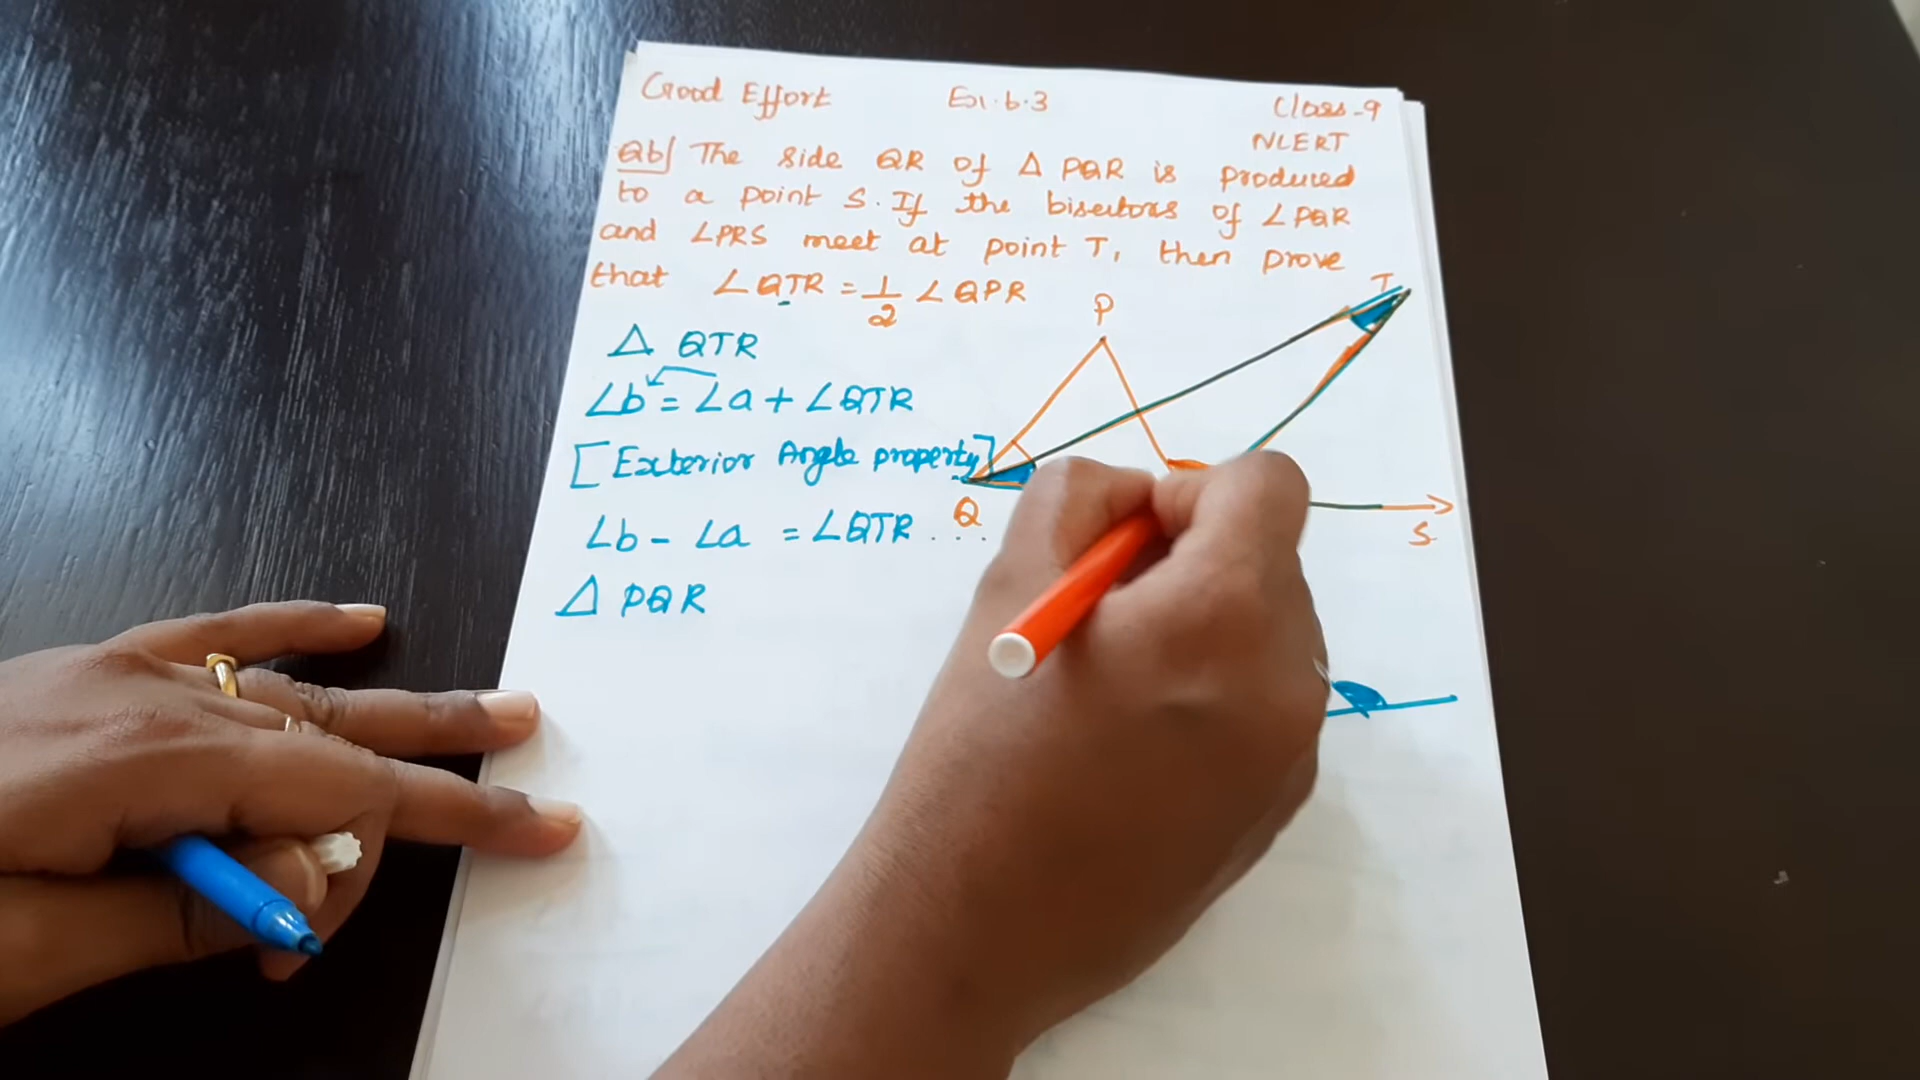 Good Effort Ex.6.3 Class-9
NCERT
Q6) The side QR of Δ PQR is produced
to a point S. If the bisectors of ∠PQR
and ∠PRS meet at point T, then prove
that ∠QTR = 1/2 ∠QPR
Δ QTR
∠b = ∠a + ∠QTR
[Exterior Angle property]
∠b - ∠a = ∠QTR ...
Δ PQR
P
T
Q
S